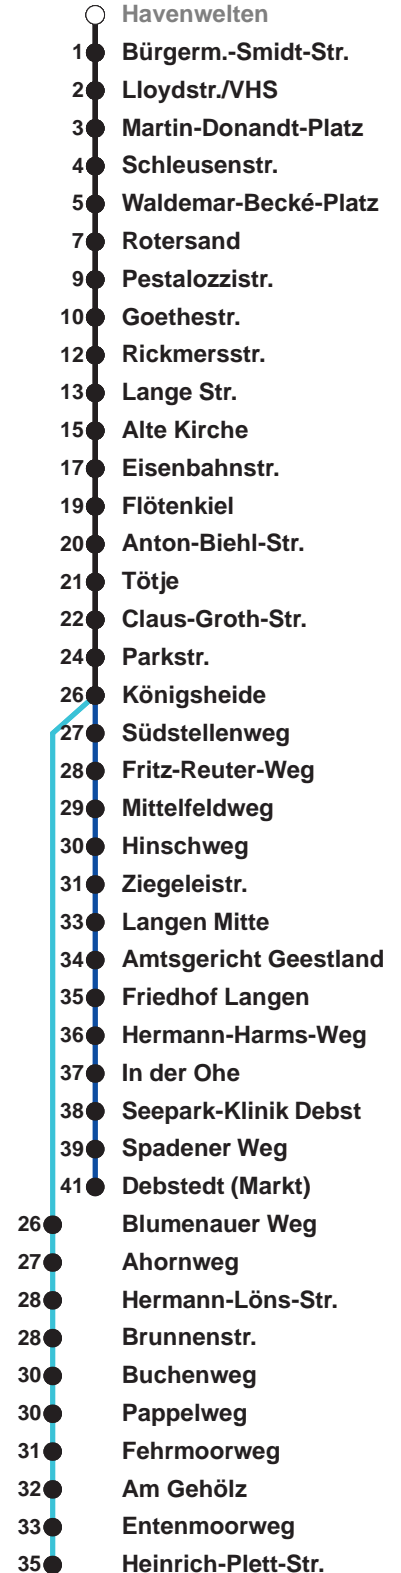 Havenwelten
1 Bürgerm.-Smidt-Str.
2 Lloydstr./VHS
3 Martin-Donandt-Platz
4 Schleusenstr.
5 Waldemar-Becké-Platz
7 Rotersand
9 Pestalozzistr.
10 Goethestr.
12 Rickmersstr.
13 Lange Str.
15 Alte Kirche
17 Eisenbahnstr.
19 Flötenkiel
20 Anton-Biehl-Str.
21 Tötje
22 Claus-Groth-Str.
24 Parkstr.
26 Königsheide
27 Südstellenweg
28 Fritz-Reuter-Weg
29 Mittelfeldweg
30 Hinschweg
31 Ziegeleistr.
33 Langen Mitte
34 Amtsgericht Geestland
35 Friedhof Langen
36 Hermann-Harms-Weg
37 In der Ohe
38 Seepark-Klinik Debst
39 Spadener Weg
41 Debstedt (Markt)
26 Blumenauer Weg
27 Ahornweg
28 Hermann-Löns-Str.
28 Brunnenstr.
30 Buchenweg
30 Pappelweg
31 Fehrmoorweg
32 Am Gehölz
33 Entenmoorweg
35 Heinrich-Plett-Str.